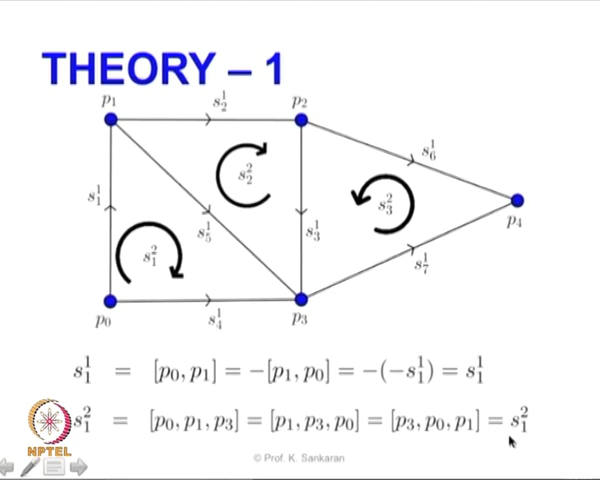 THEORY – 1
p₁ s¹₂ p₂
s¹₆
s²₂
s¹₁ s²₃
s¹₅ s¹₃ p₄
s²₁
s¹₇
p₀ s¹₄ p₃
s¹₁ = [p₀, p₁] = −[p₁, p₀] = −(−s¹₁) = s¹₁
s²₁ = [p₀, p₁, p₃] = [p₁, p₃, p₀] = [p₃, p₀, p₁] = s²₁
NPTEL
© Prof. K. Sankaran